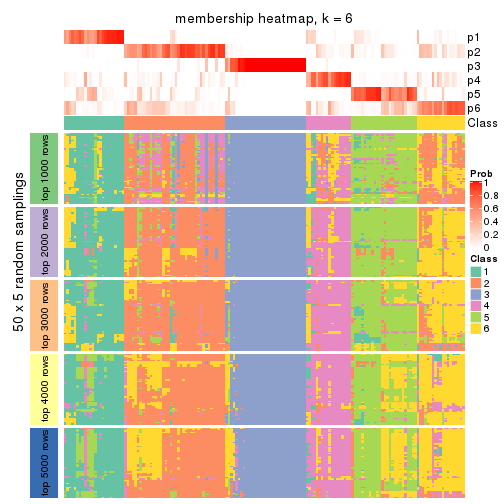 membership heatmap, k = 6
p1
p2
p3
p4
p5
p6
Class
50 x 5 random samplings
top 1000 rows
top 2000 rows
top 3000 rows
top 4000 rows
top 5000 rows
Prob
1
0.8
0.6
0.4
0.2
0
Class
1
2
3
4
5
6